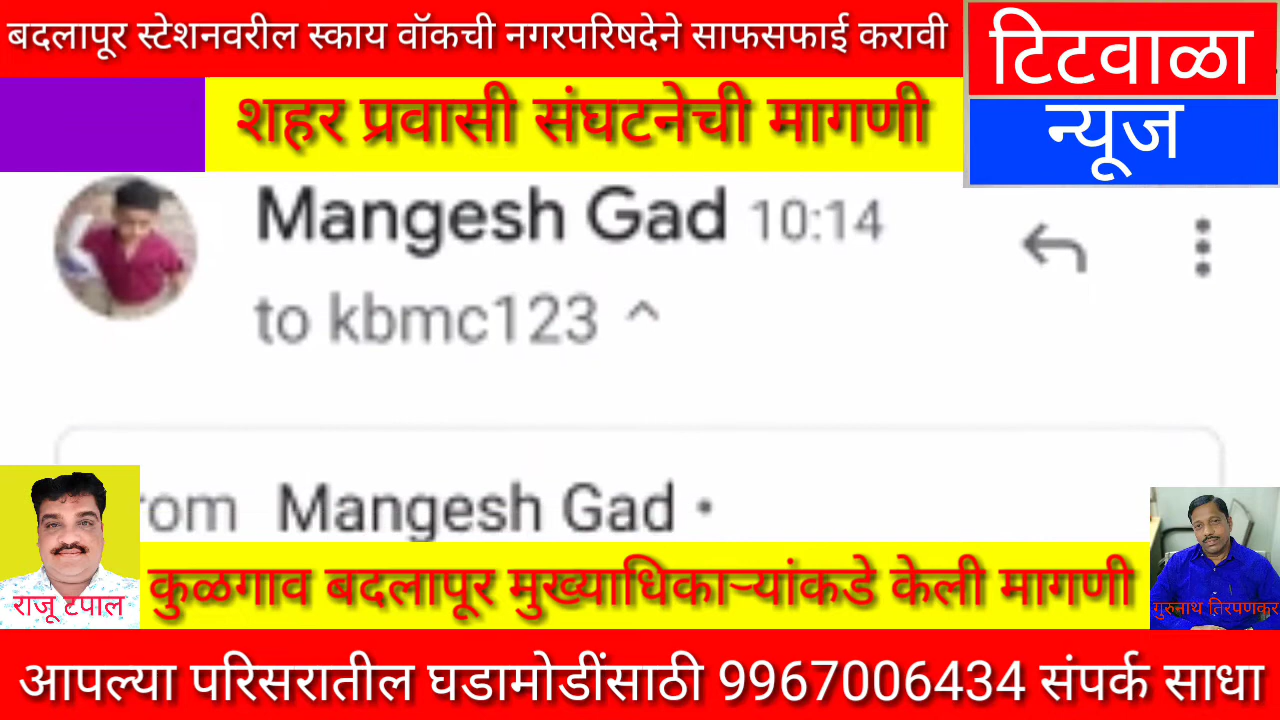 बदलापूर स्टेशनवरील स्काय वॉकची नगरपरिषदेने साफसफाई करावी
टिटवाळा
न्यूज
शहर प्रवासी संघटनेची मागणी
Mangesh Gad 10:14
to kbmc123
rom Mangesh Gad •
राजू टपाल
कुळगाव बदलापूर मुख्याधिकाऱ्यांकडे केली मागणी
गुरुनाथ तिरपणकर
आपल्या परिसरातील घडामोडींसाठी 9967006434 संपर्क साधा